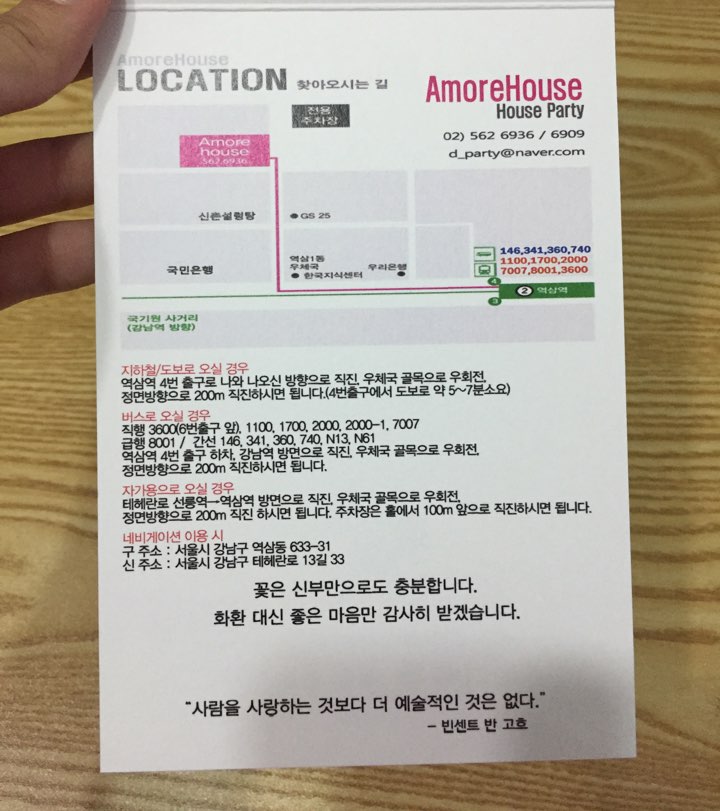 AmoreHouse
LOCATION 찾아오시는 길
AmoreHouse
House Party
02) 562 6936 / 6909
d_party@naver.com
전용
주차장
Amore
house
562.6936
신촌설렁탕
GS 25
국민은행
역삼1동
우체국
한국지식센터
우리은행
146,341,360,740
1100,1700,2000
7007,8001,3600
4
2 역삼역
3
국기원 사거리
(강남역 방향)
지하철/도보로 오실 경우
역삼역 4번 출구로 나와 나오신 방향으로 직진, 우체국 골목으로 우회전,
정면방향으로 200m 직진하시면 됩니다.(4번출구에서 도보로 약 5~7분소요)
버스로 오실 경우
직행 3600(6번출구 앞), 1100, 1700, 2000, 2000-1, 7007
급행 8001 / 간선 146, 341, 360, 740, N13, N61
역삼역 4번 출구 하차, 강남역 방면으로 직진, 우체국 골목으로 우회전,
정면방향으로 200m 직진하시면 됩니다.
자가용으로 오실 경우
테헤란로 선릉역→역삼역 방면으로 직진, 우체국 골목으로 우회전,
정면방향으로 200m 직진 하시면 됩니다. 주차장은 홀에서 100m 앞으로 직진하시면 됩니다.
네비게이션 이용 시
구 주소 : 서울시 강남구 역삼동 633-31
신 주소 : 서울시 강남구 테헤란로 13길 33
꽃은 신부만으로도 충분합니다.
화환 대신 좋은 마음만 감사히 받겠습니다.
“사람을 사랑하는 것보다 더 예술적인 것은 없다.”
- 빈센트 반 고흐